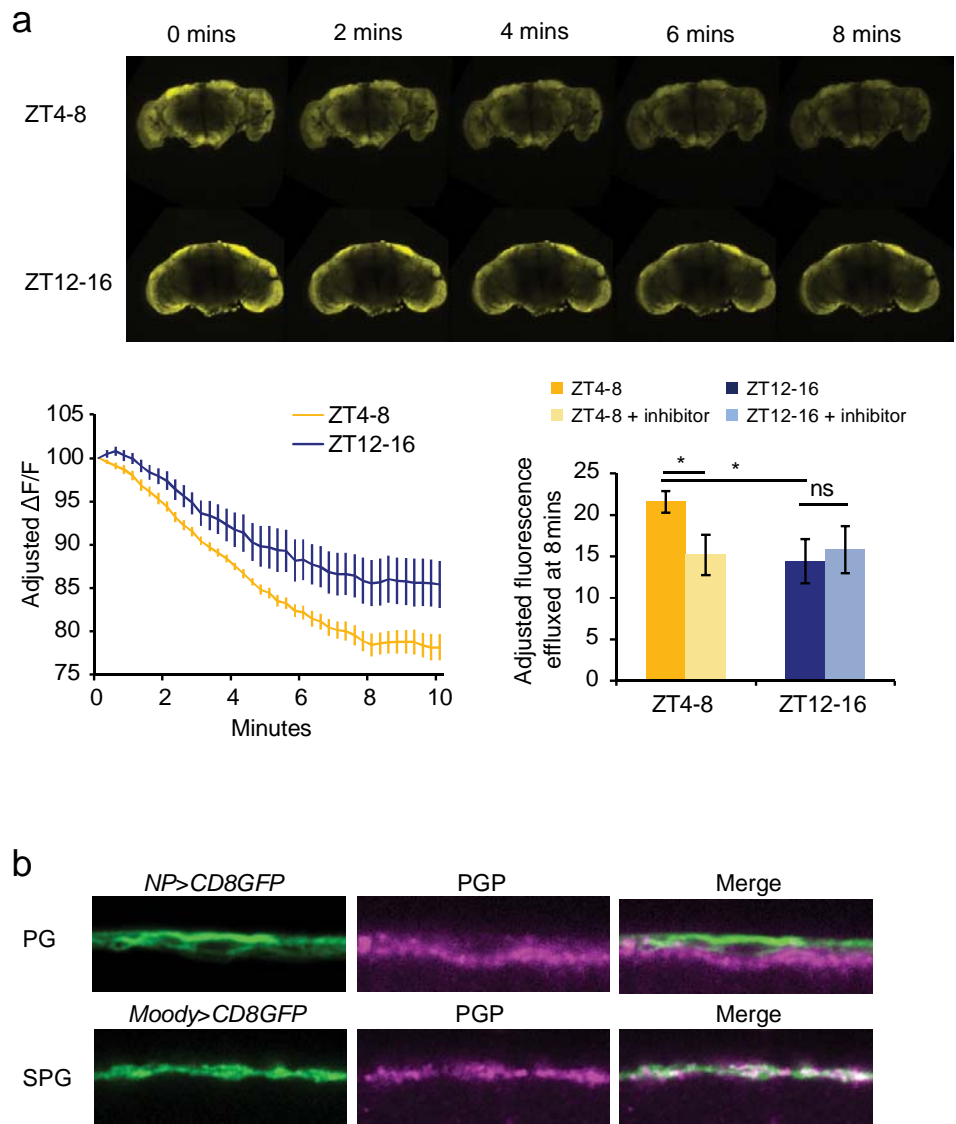 a
0 mins 2 mins 4 mins 6 mins 8 mins
ZT4-8
ZT12-16
105
100
95
90
85
80
75
0 2 4 6 8 10
Adjusted ΔF/F
Minutes
ZT4-8
ZT12-16
ZT4-8 ZT12-16
ZT4-8 + inhibitor ZT12-16 + inhibitor
25
20
15
10
5
0
Adjusted fluorescence
effluxed at 8mins
* * ns
ZT4-8 ZT12-16
b
NP>CD8GFP PGP Merge
PG
Moody>CD8GFP PGP Merge
SPG